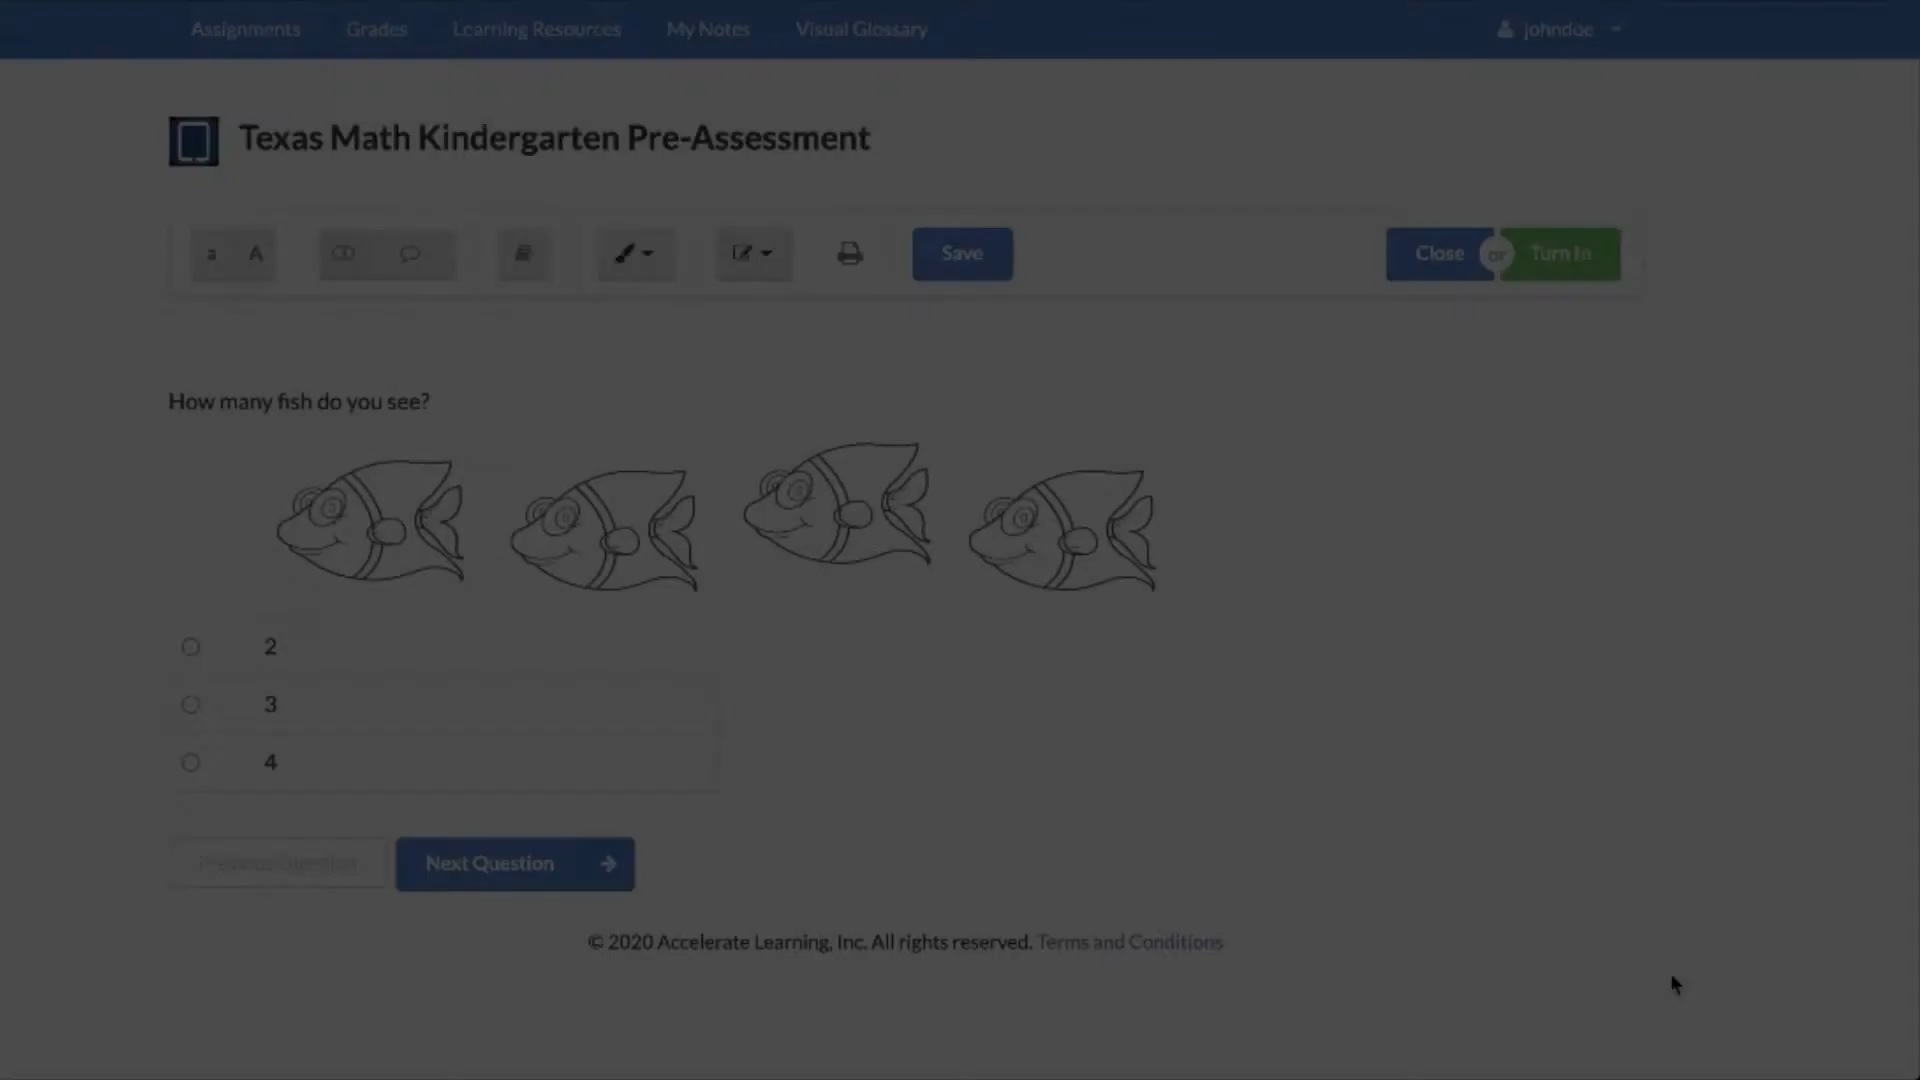 Assignments Grades Learning Resources My Notes Visual Glossary johndoe
Texas Math Kindergarten Pre-Assessment
a A Save Close or Turn In
How many fish do you see?
2
3
4
Previous Question Next Question
© 2020 Accelerate Learning, Inc. All rights reserved. Terms and Conditions